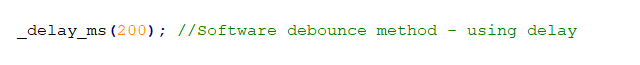 _delay_ms(200); //Software debounce method - using delay